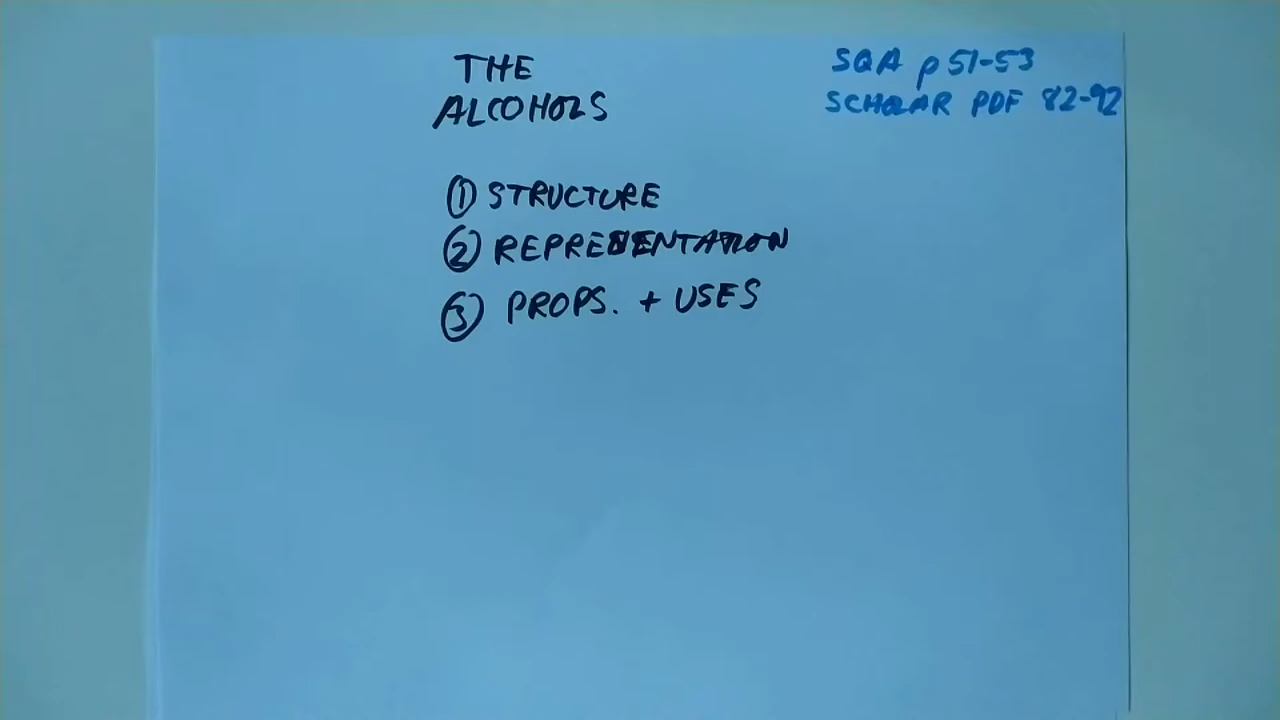 THE
ALCOHOLS
SQA p51-53
SCHOLAR PDF 82-92
① STRUCTURE
② REPRESENTATION
③ PROPS. + USES